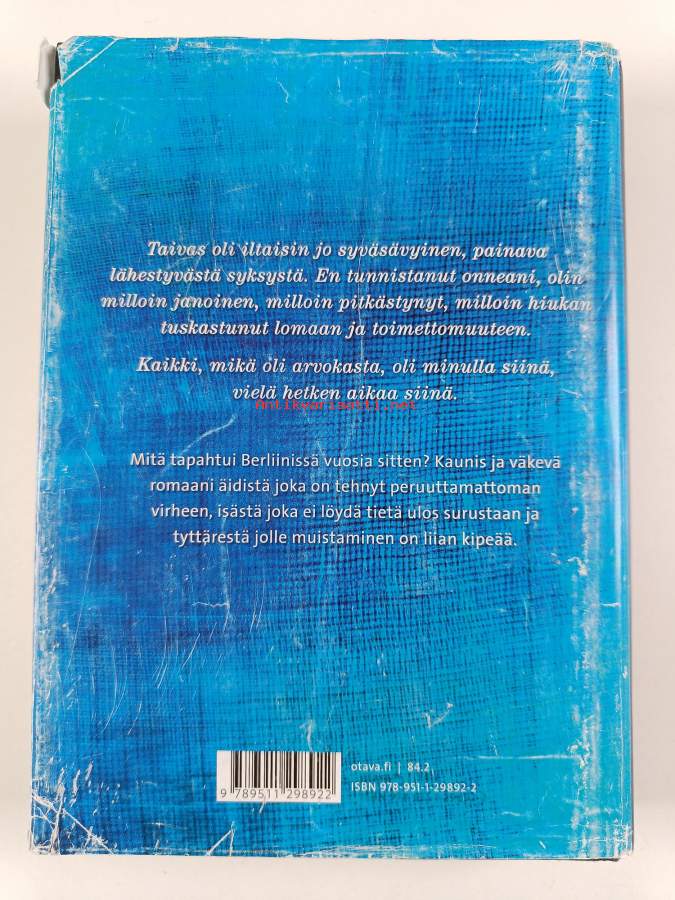 Taivas oli iltaisin jo syväsävyinen, painava
lähestyvästä syksystä. En tunnistanut onneani, olin
milloin janoinen, milloin pitkästynyt, milloin hiukan
tuskastunut lomaan ja toimettomuuteen.
Kaikki, mikä oli arvokasta, oli minulla siinä,
vielä hetken aikaa siinä.
Antikvariaatti.net
Mitä tapahtui Berliinissä vuosia sitten? Kaunis ja väkevä
romaani äidistä joka on tehnyt peruuttamattoman
virheen, isästä joka ei löydä tietä ulos surustaan ja
tyttärestä jolle muistaminen on liian kipeää.
otava.fi | 84.2
ISBN 978-951-1-29892-2
9 789511 298922